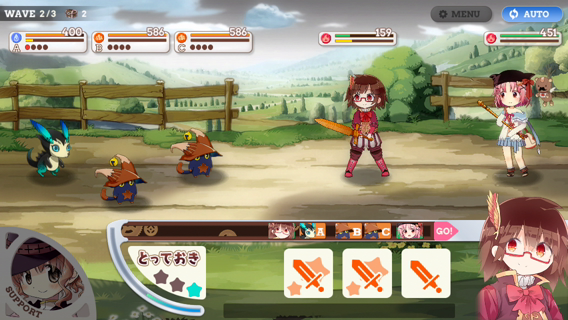 WAVE 2/3 2
MENU
AUTO
400
586
586
159
451
A
B
C
A B C GO!
とっておき
SUPPORT